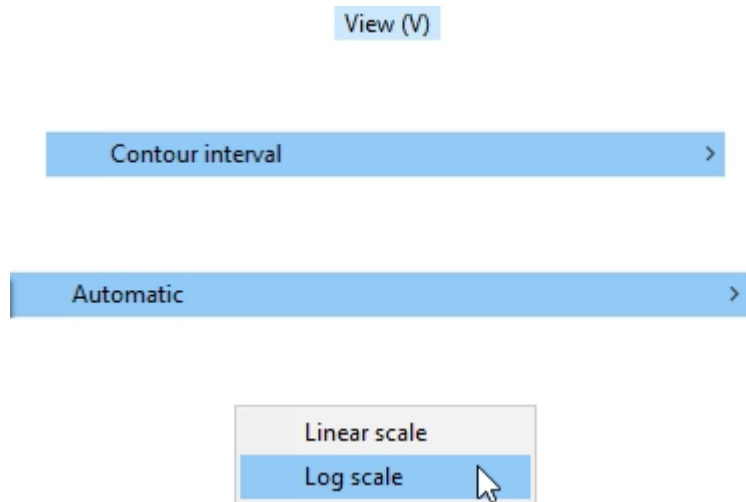 View (V)
Contour interval
Automatic
Linear scale
Log scale